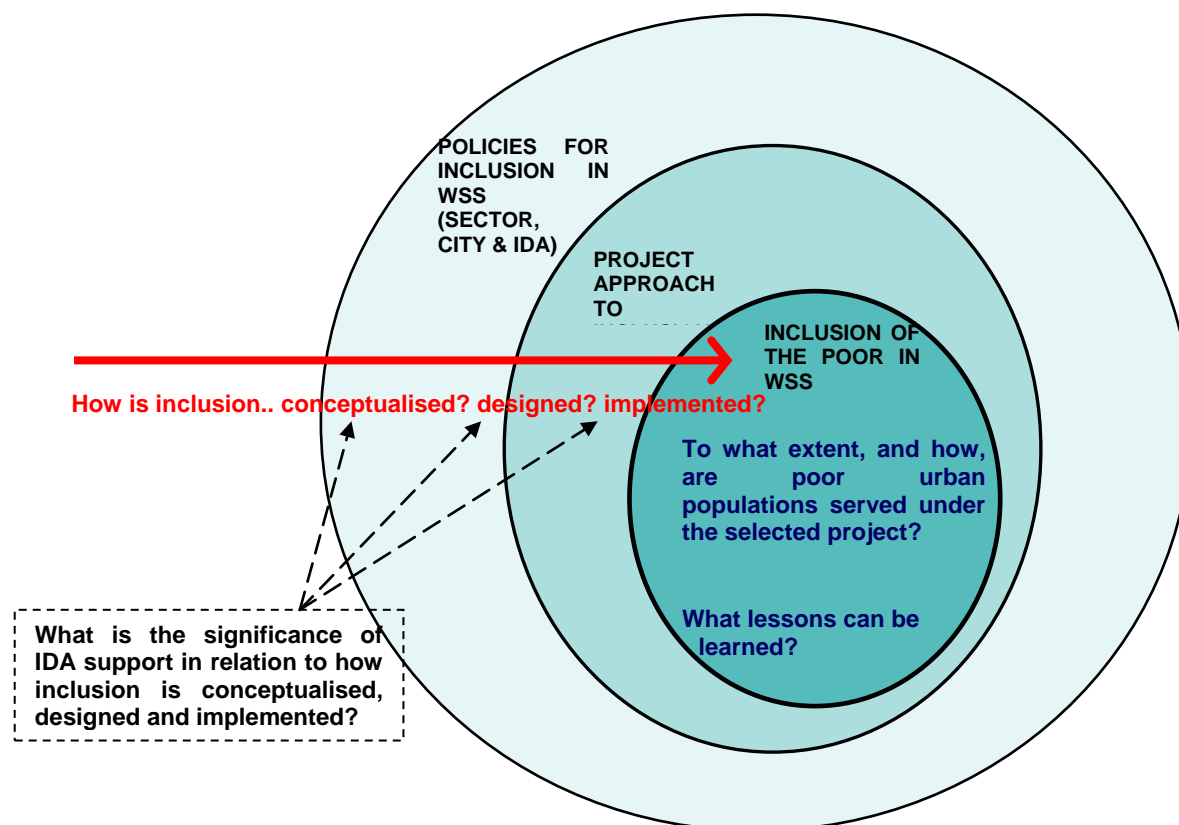 POLICIES FOR
INCLUSION IN
WSS
(SECTOR,
CITY & IDA)
PROJECT
APPROACH
TO
INCLUSION OF
THE POOR IN
WSS
How is inclusion.. conceptualised? designed? implemented?
To what extent, and how,
are poor urban
populations served under
the selected project?
What lessons can be
learned?
What is the significance of
IDA support in relation to how
inclusion is conceptualised,
designed and implemented?